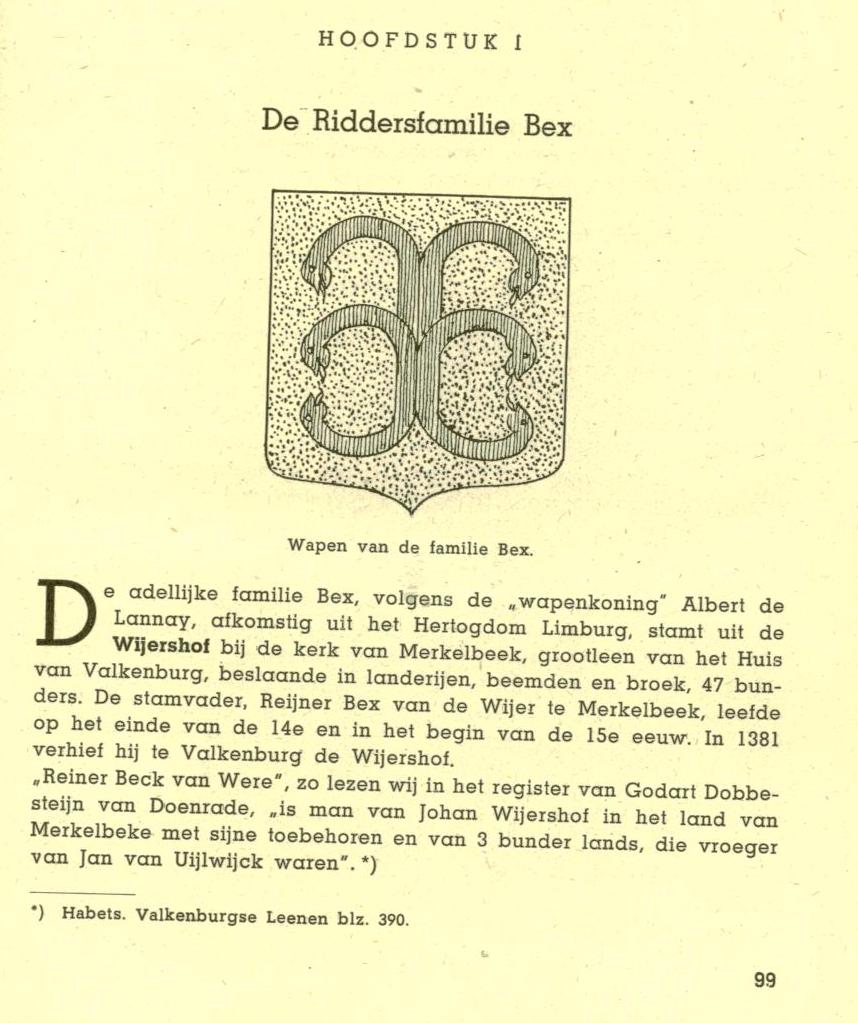 HOOFDSTUK I
De Riddersfamilie Bex
Wapen van de familie Bex.
De adellijke familie Bex, volgens de „wapenkoning" Albert de
Lannay, afkomstig uit het Hertogdom Limburg, stamt uit de
Wijershof bij de kerk van Merkelbeek, grootleen van het Huis
van Valkenburg, beslaande in landerijen, beemden en broek, 47 bun-
ders. De stamvader, Reijner Bex van de Wijer te Merkelbeek, leefde
op het einde van de 14e en in het begin van de 15e eeuw. In 1381
verhief hij te Valkenburg de Wijershof.
„Reiner Beck van Were", zo lezen wij in het register van Godart Dobbe-
steijn van Doenrade, „is man van Johan Wijershof in het land van
Merkelbeke met sijne toebehoren en van 3 bunder lands, die vroeger
van Jan van Uijlwijck waren". *)
*) Habets. Valkenburgse Leenen blz. 390.
99